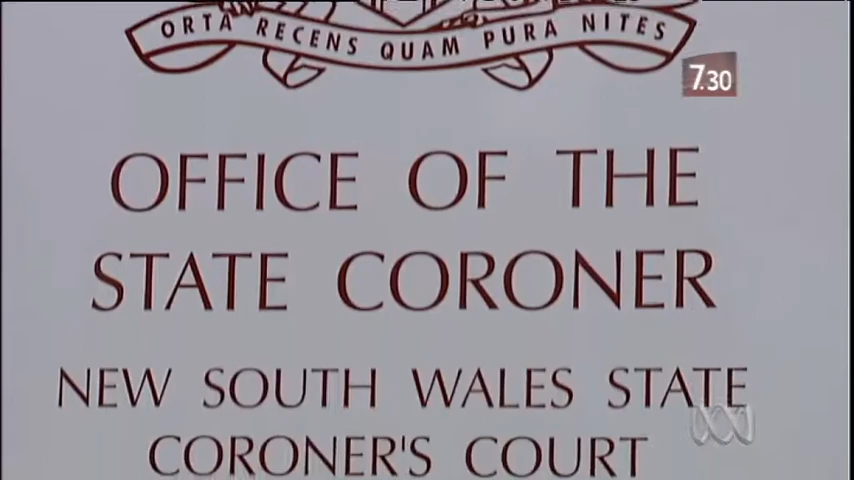 ORTA RECENS QUAM PURA NITES
7.30
OFFICE OF THE
STATE CORONER
NEW SOUTH WALES STATE
CORONER'S COURT